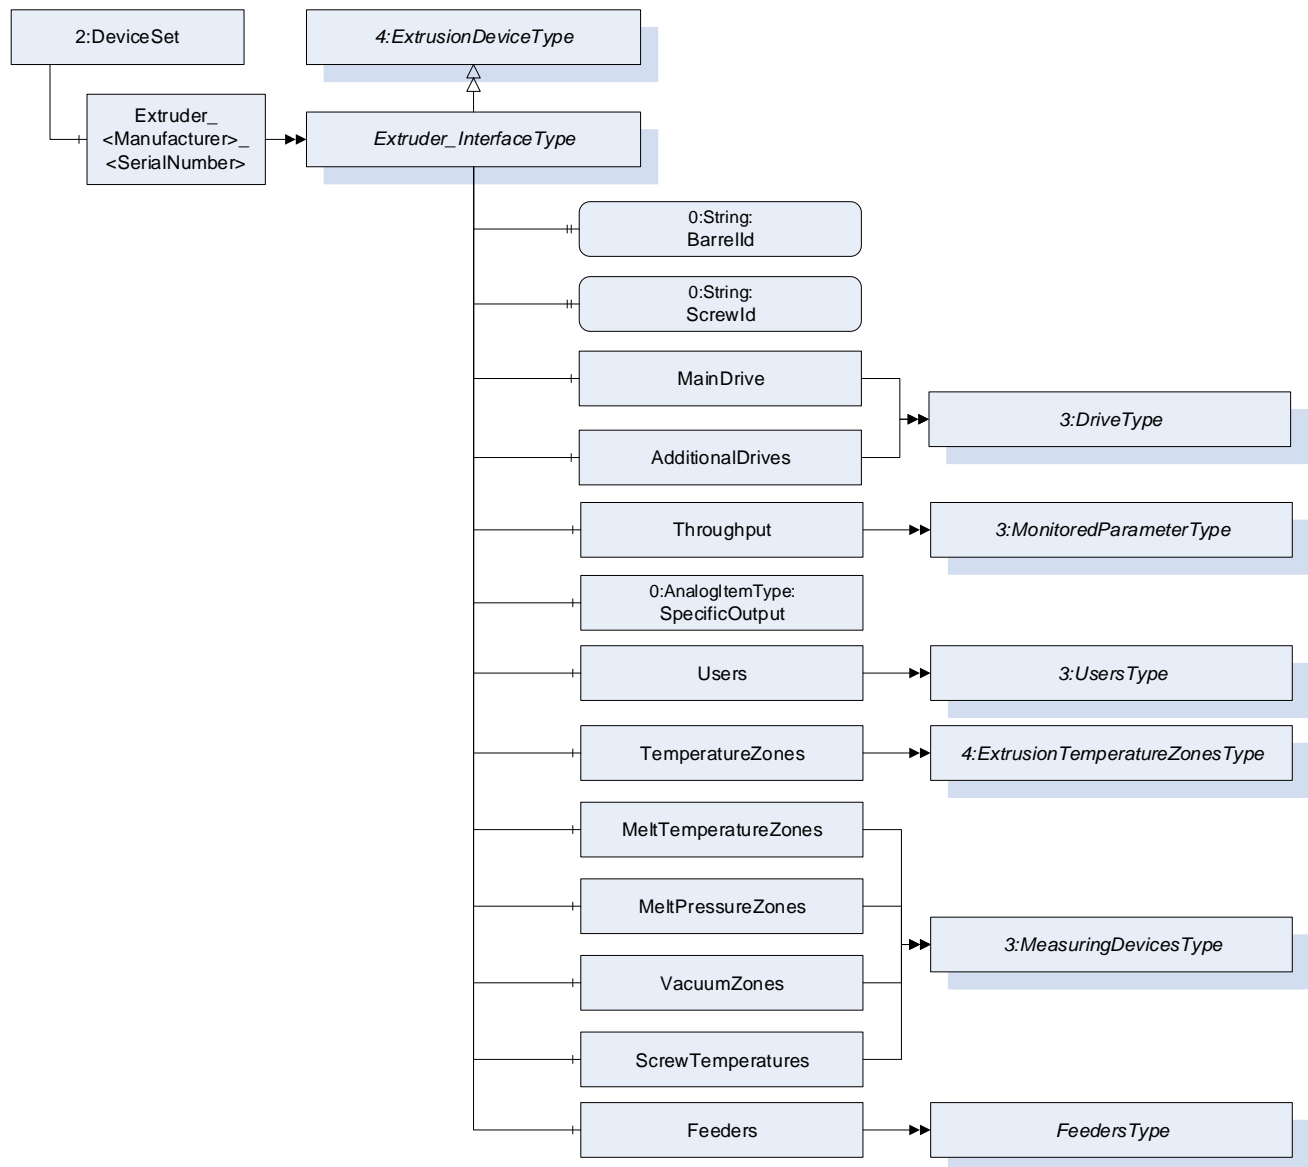 2:DeviceSet
4:ExtrusionDeviceType
Extruder_
<Manufacturer>_
<SerialNumber>
Extruder_InterfaceType
0:String:
BarrelId
0:String:
ScrewId
MainDrive
3:DriveType
AdditionalDrives
Throughput
3:MonitoredParameterType
0:AnalogItemType:
SpecificOutput
Users
3:UsersType
TemperatureZones
4:ExtrusionTemperatureZonesType
MeltTemperatureZones
MeltPressureZones
3:MeasuringDevicesType
VacuumZones
ScrewTemperatures
Feeders
FeedersType